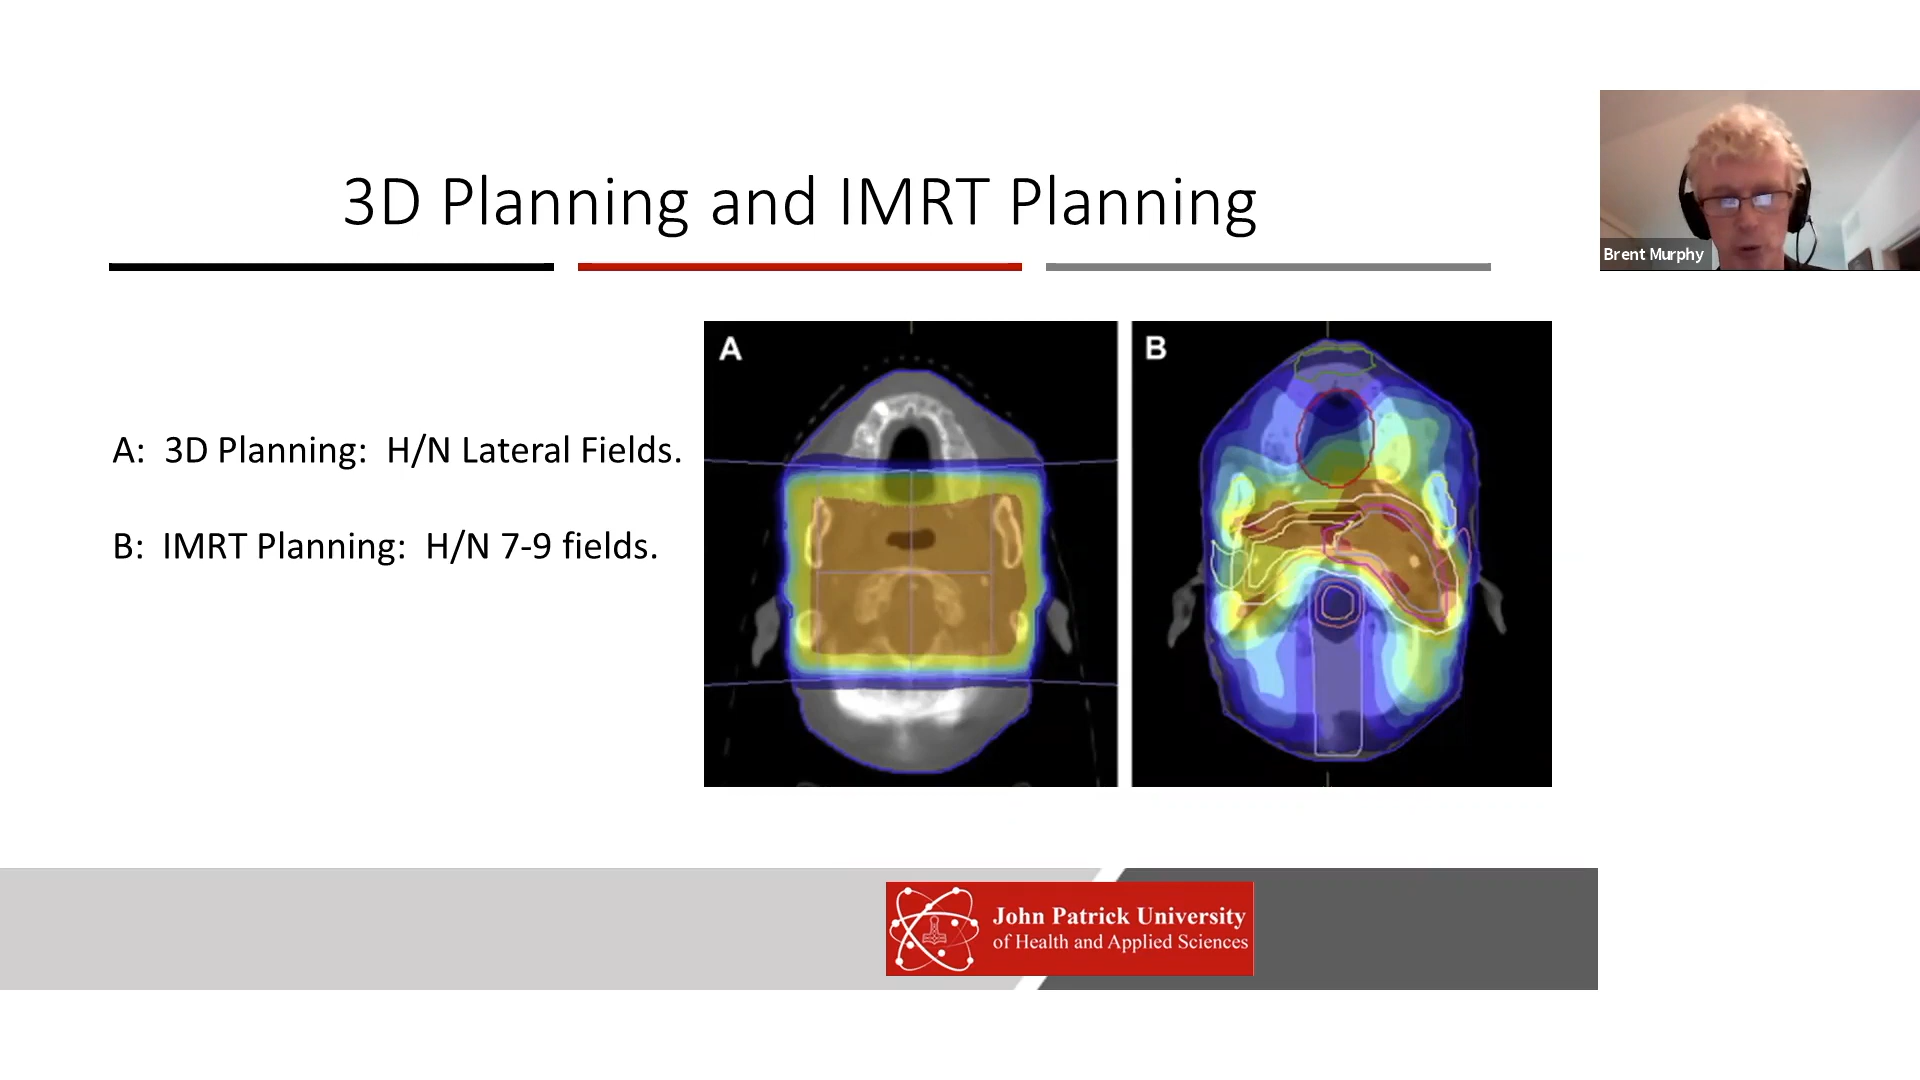 3D Planning and IMRT Planning
Brent Murphy
A: 3D Planning: H/N Lateral Fields.
B: IMRT Planning: H/N 7-9 fields.
A
B
John Patrick University
of Health and Applied Sciences